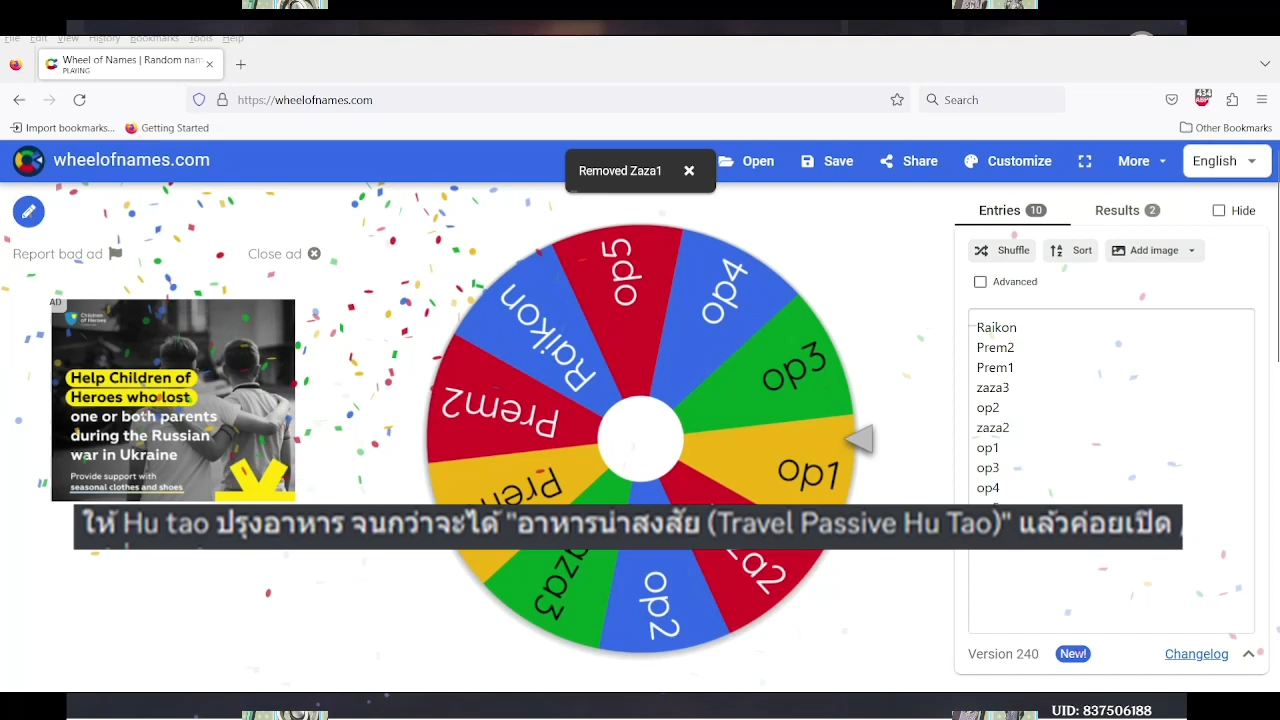 File Edit View History Bookmarks Tools Help
Wheel of Names | Random nam
PLAYING
https://wheelofnames.com
Search
434
ABP
Import bookmarks...
Getting Started
Other Bookmarks
wheelofnames.com
Removed Zaza1
Open
Save
Share
Customize
More
English
Entries 10
Results 2
Hide
Report bad ad
Close ad
Shuffle
Sort
Add image
Advanced
AD
Children of Heroes
Help Children of
Heroes who lost
one or both parents
during the Russian
war in Ukraine
Provide support with
seasonal clothes and shoes
op5
op4
op3
op1
op2
Raikon
Prem2
Raikon
Prem2
Prem1
zaza3
op2
zaza2
op1
op3
op4
ให้ Hu tao ปรุงอาหาร จนกว่าจะได้ "อาหารน่าสงสัย (Travel Passive Hu Tao)" แล้วค่อยเปิด
Version 240
New!
Changelog
UID: 837506188